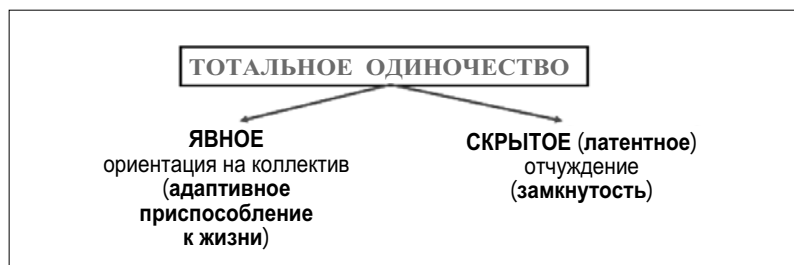 ТОТАЛЬНОЕ ОДИНОЧЕСТВО
ЯВНОЕ
ориентация на коллектив
(адаптивное
приспособление
к жизни)
СКРЫТОЕ (латентное)
отчуждение
(замкнутость)